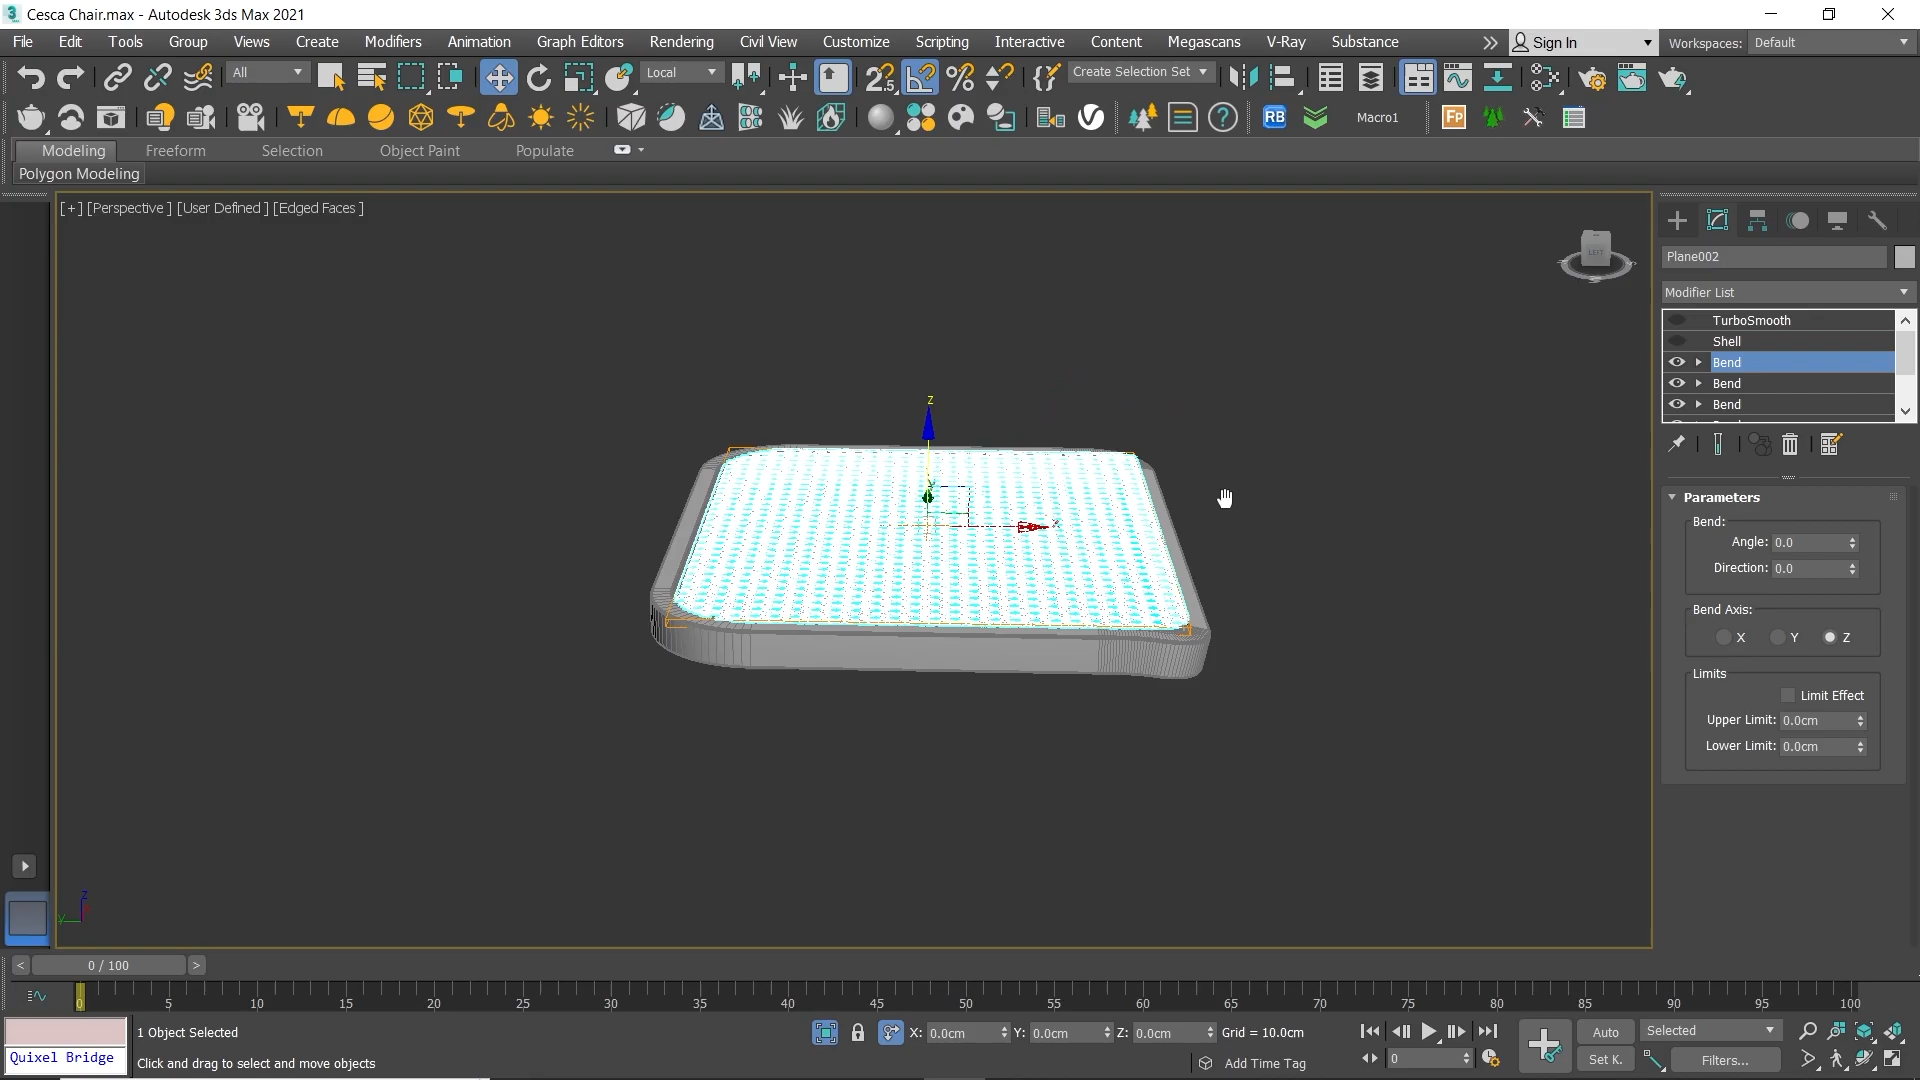 Cesca Chair.max - Autodesk 3ds Max 2021
File Edit Tools Group Views Create Modifiers Animation Graph Editors Rendering Civil View Customize Scripting Interactive Content Megascans V-Ray Substance
Sign In
Workspaces: Default
All
Local
Create Selection Set
RB
Macro1
FP
Modeling Freeform Selection Object Paint Populate
Polygon Modeling
[+] [Perspective ] [User Defined ] [Edged Faces ]
LEFT
Plane002
Modifier List
TurboSmooth
Shell
Bend
Bend
Bend
Parameters
Bend:
Angle: 0.0
Direction: 0.0
Bend Axis:
X Y Z
Limits
Limit Effect
Upper Limit: 0.0cm
Lower Limit: 0.0cm
z
y
x
z
y
0 / 100
0 5 10 15 20 25 30 35 40 45 50 55 60 65 70 75 80 85 90 95 100
1 Object Selected
X: 0.0cm Y: 0.0cm Z: 0.0cm Grid = 10.0cm
Auto
Selected
Quixel Bridge
Click and drag to select and move objects
Add Time Tag
0
Set K.
Filters...